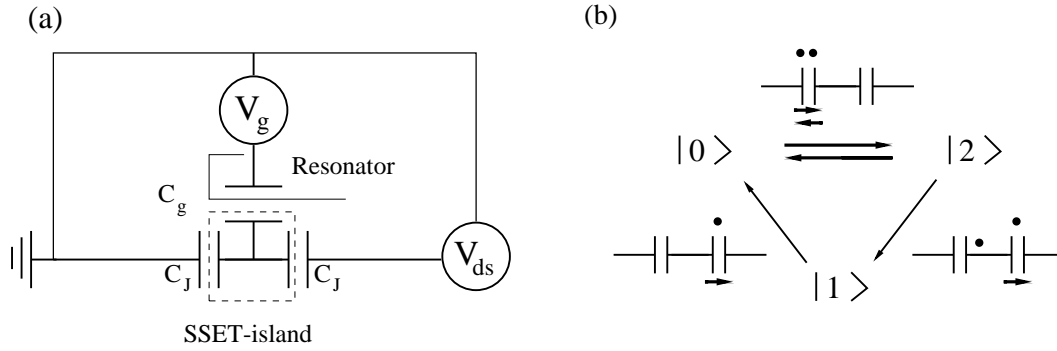 (a)
V_g
Resonator
C_g
C_J
C_J
V_ds
SSET-island
(b)
|0>
|2>
|1>